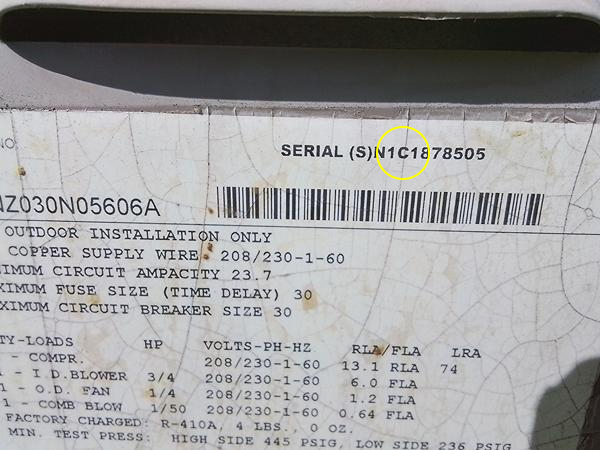 NO
SERIAL (S)N1C1878505
NZ030N05606A
OUTDOOR INSTALLATION ONLY
COPPER SUPPLY WIRE 208/230-1-60
NIMUM CIRCUIT AMPACITY 23.7
AXIMUM FUSE SIZE (TIME DELAY) 30
AXIMUM CIRCUIT BREAKER SIZE 30
TY-LOADS HP VOLTS-PH-HZ RLA/FLA LRA
- COMPR. 208/230-1-60 13.1 RLA 74
1 - I.D.BLOWER 3/4 208/230-1-60 6.0 FLA
1 - O.D. FAN 1/4 208/230-1-60 1.2 FLA
1 - COMB BLOW 1/50 208/230-1-60 0.64 FLA
FACTORY CHARGED: R-410A, 4 LBS., 0 OZ.
MIN. TEST PRESS: HIGH SIDE 445 PSIG, LOW SIDE 236 PSIG